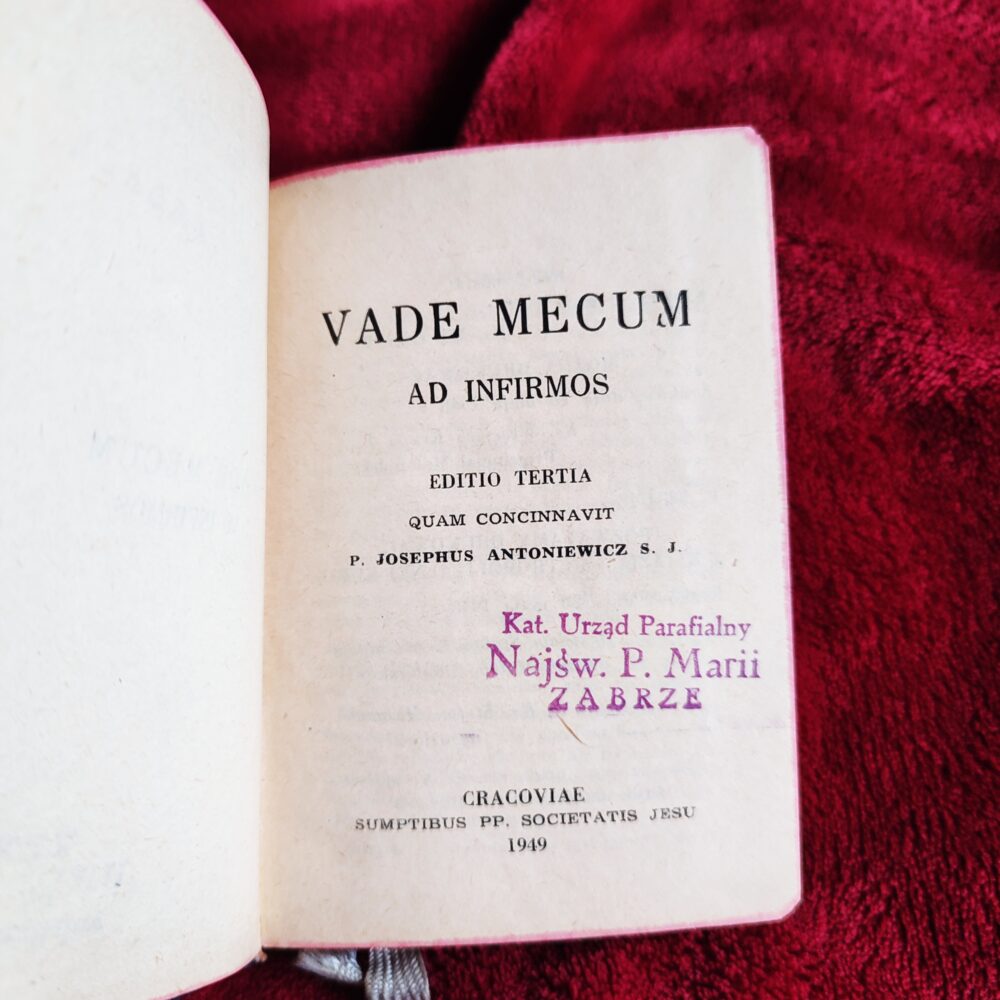 VADE MECUM
AD INFIRMOS
EDITIO TERTIA
QUAM CONCINNAVIT
P. JOSEPHUS ANTONIEWICZ S. J.
Kat. Urząd Parafialny
Najśw. P. Marii
ZABRZE
CRACOVIAE
SUMPTIBUS PP. SOCIETATIS JESU
1949